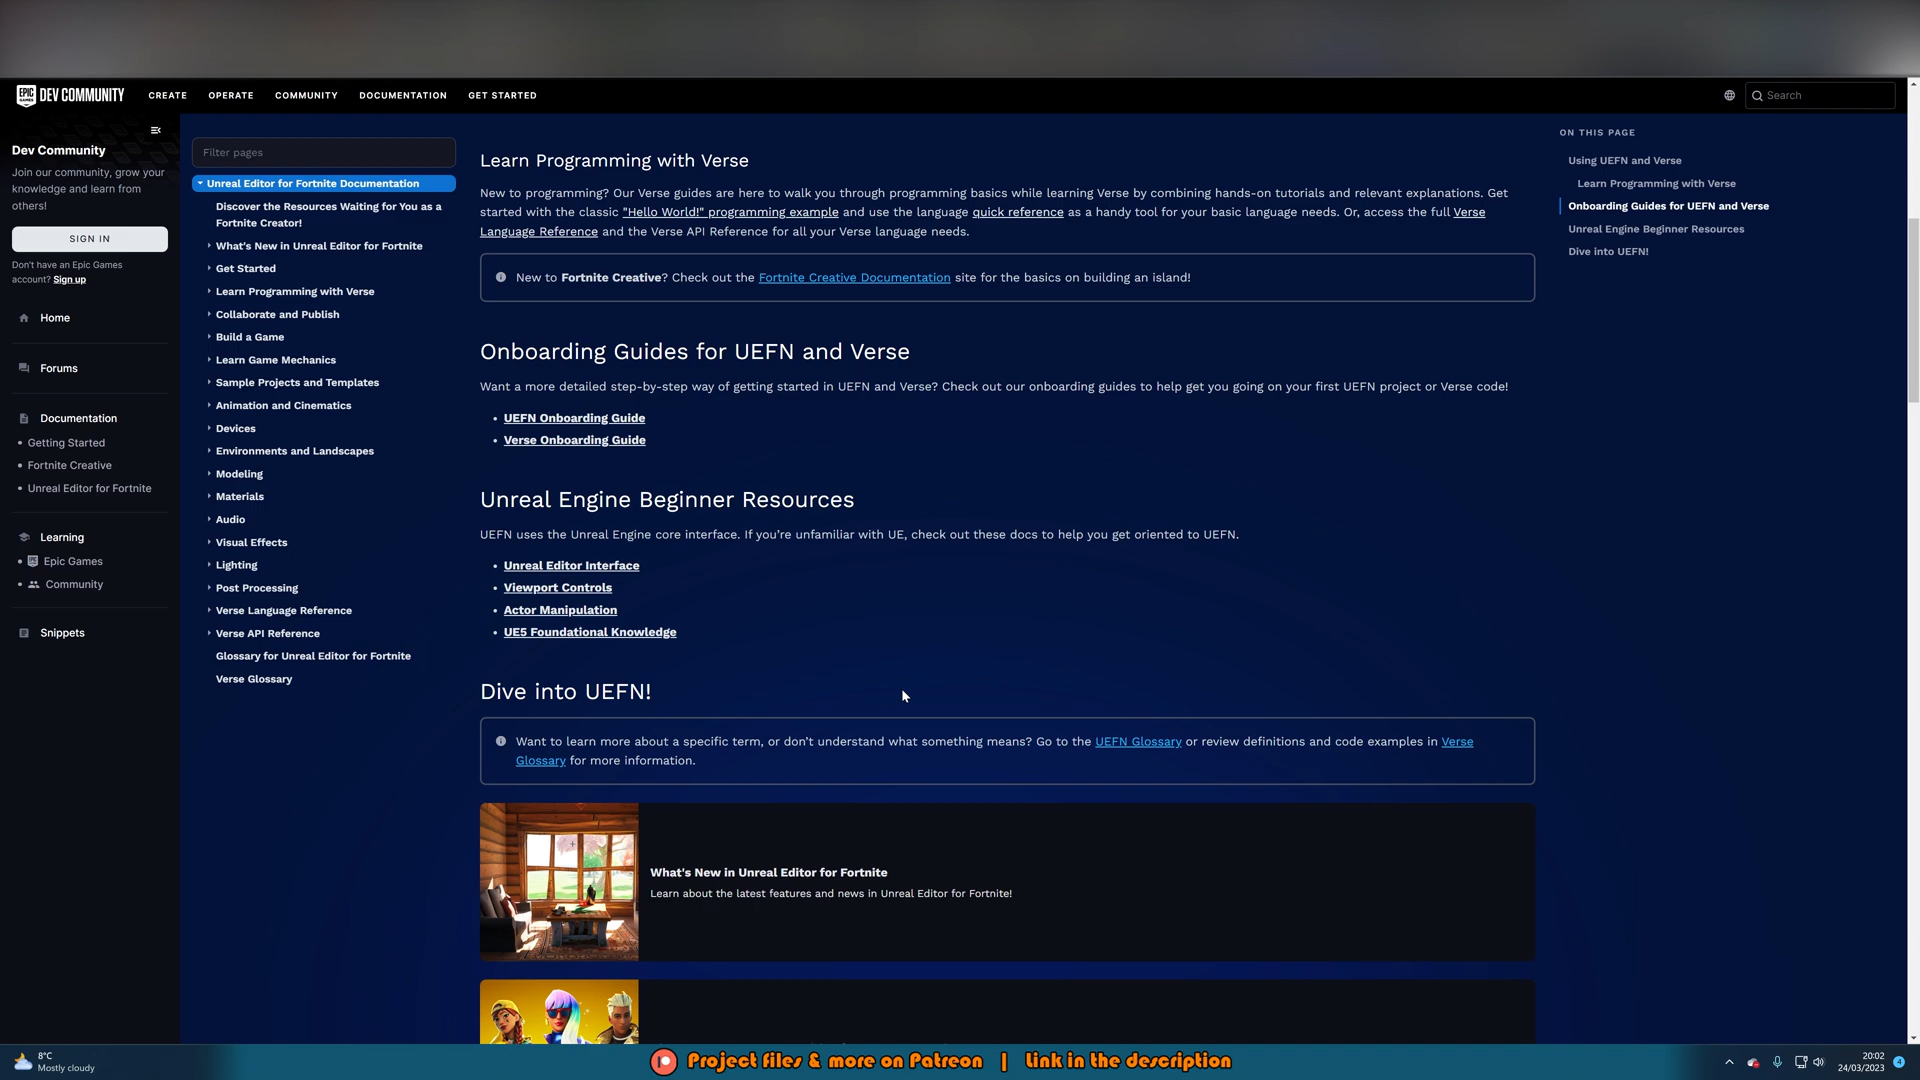 EPIC GAMES DEV COMMUNITY
CREATE
OPERATE
COMMUNITY
DOCUMENTATION
GET STARTED
Search
Dev Community
Join our community, grow your
knowledge and learn from
others!
SIGN IN
Don't have an Epic Games
account? Sign up
Home
Forums
Documentation
Getting Started
Fortnite Creative
Unreal Editor for Fortnite
Learning
Epic Games
Community
Snippets
Filter pages
Unreal Editor for Fortnite Documentation
Discover the Resources Waiting for You as a
Fortnite Creator!
What's New in Unreal Editor for Fortnite
Get Started
Learn Programming with Verse
Collaborate and Publish
Build a Game
Learn Game Mechanics
Sample Projects and Templates
Animation and Cinematics
Devices
Environments and Landscapes
Modeling
Materials
Audio
Visual Effects
Lighting
Post Processing
Verse Language Reference
Verse API Reference
Glossary for Unreal Editor for Fortnite
Verse Glossary
Learn Programming with Verse
New to programming? Our Verse guides are here to walk you through programming basics while learning Verse by combining hands-on tutorials and relevant explanations. Get
started with the classic "Hello World!" programming example and use the language quick reference as a handy tool for your basic language needs. Or, access the full Verse
Language Reference and the Verse API Reference for all your Verse language needs.
New to Fortnite Creative? Check out the Fortnite Creative Documentation site for the basics on building an island!
Onboarding Guides for UEFN and Verse
Want a more detailed step-by-step way of getting started in UEFN and Verse? Check out our onboarding guides to help get you going on your first UEFN project or Verse code!
• UEFN Onboarding Guide
• Verse Onboarding Guide
Unreal Engine Beginner Resources
UEFN uses the Unreal Engine core interface. If you’re unfamiliar with UE, check out these docs to help you get oriented to UEFN.
• Unreal Editor Interface
• Viewport Controls
• Actor Manipulation
• UE5 Foundational Knowledge
Dive into UEFN!
Want to learn more about a specific term, or don’t understand what something means? Go to the UEFN Glossary or review definitions and code examples in Verse
Glossary for more information.
What's New in Unreal Editor for Fortnite
Learn about the latest features and news in Unreal Editor for Fortnite!
ON THIS PAGE
Using UEFN and Verse
Learn Programming with Verse
Onboarding Guides for UEFN and Verse
Unreal Engine Beginner Resources
Dive into UEFN!
8°C
Mostly cloudy
Project files & more on Patreon | Link in the description
20:02
24/03/2023
4